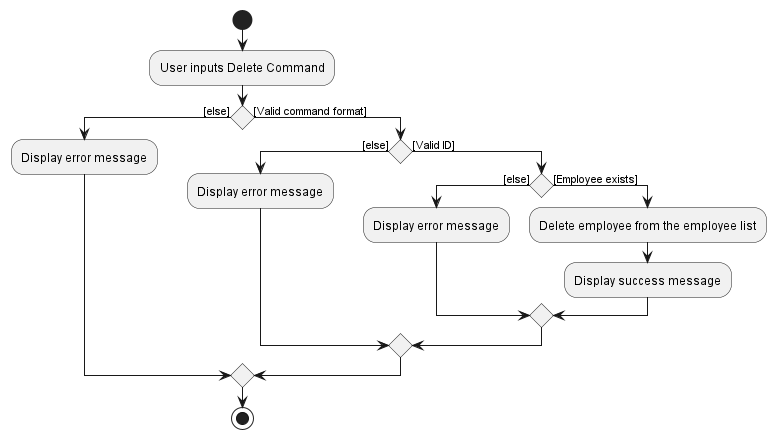 User inputs Delete Command
[else]
[Valid command format]
Display error message
[else]
[Valid ID]
Display error message
[else]
[Employee exists]
Display error message
Delete employee from the employee list
Display success message